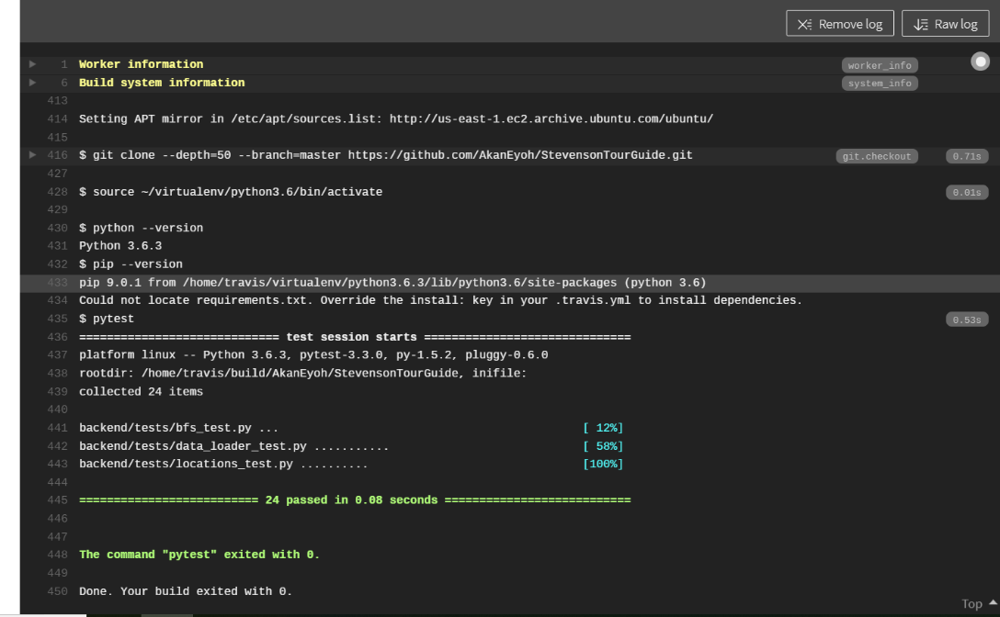 Remove log
Raw log
1 Worker information worker_info
6 Build system information system_info
413
414 Setting APT mirror in /etc/apt/sources.list: http://us-east-1.ec2.archive.ubuntu.com/ubuntu/
415
416 $ git clone --depth=50 --branch=master https://github.com/AkanEyoh/StevensonTourGuide.git git.checkout 0.71s
427
428 $ source ~/virtualenv/python3.6/bin/activate 0.01s
429
430 $ python --version
431 Python 3.6.3
432 $ pip --version
433 pip 9.0.1 from /home/travis/virtualenv/python3.6.3/lib/python3.6/site-packages (python 3.6)
434 Could not locate requirements.txt. Override the install: key in your .travis.yml to install dependencies.
435 $ pytest 0.53s
436 ============================= test session starts ==============================
437 platform linux -- Python 3.6.3, pytest-3.3.0, py-1.5.2, pluggy-0.6.0
438 rootdir: /home/travis/build/AkanEyoh/StevensonTourGuide, inifile:
439 collected 24 items
440
441 backend/tests/bfs_test.py ... [ 12%]
442 backend/tests/data_loader_test.py ........... [ 58%]
443 backend/tests/locations_test.py .......... [100%]
444
445 ========================== 24 passed in 0.08 seconds ===========================
446
447
448 The command "pytest" exited with 0.
449
450 Done. Your build exited with 0.
Top